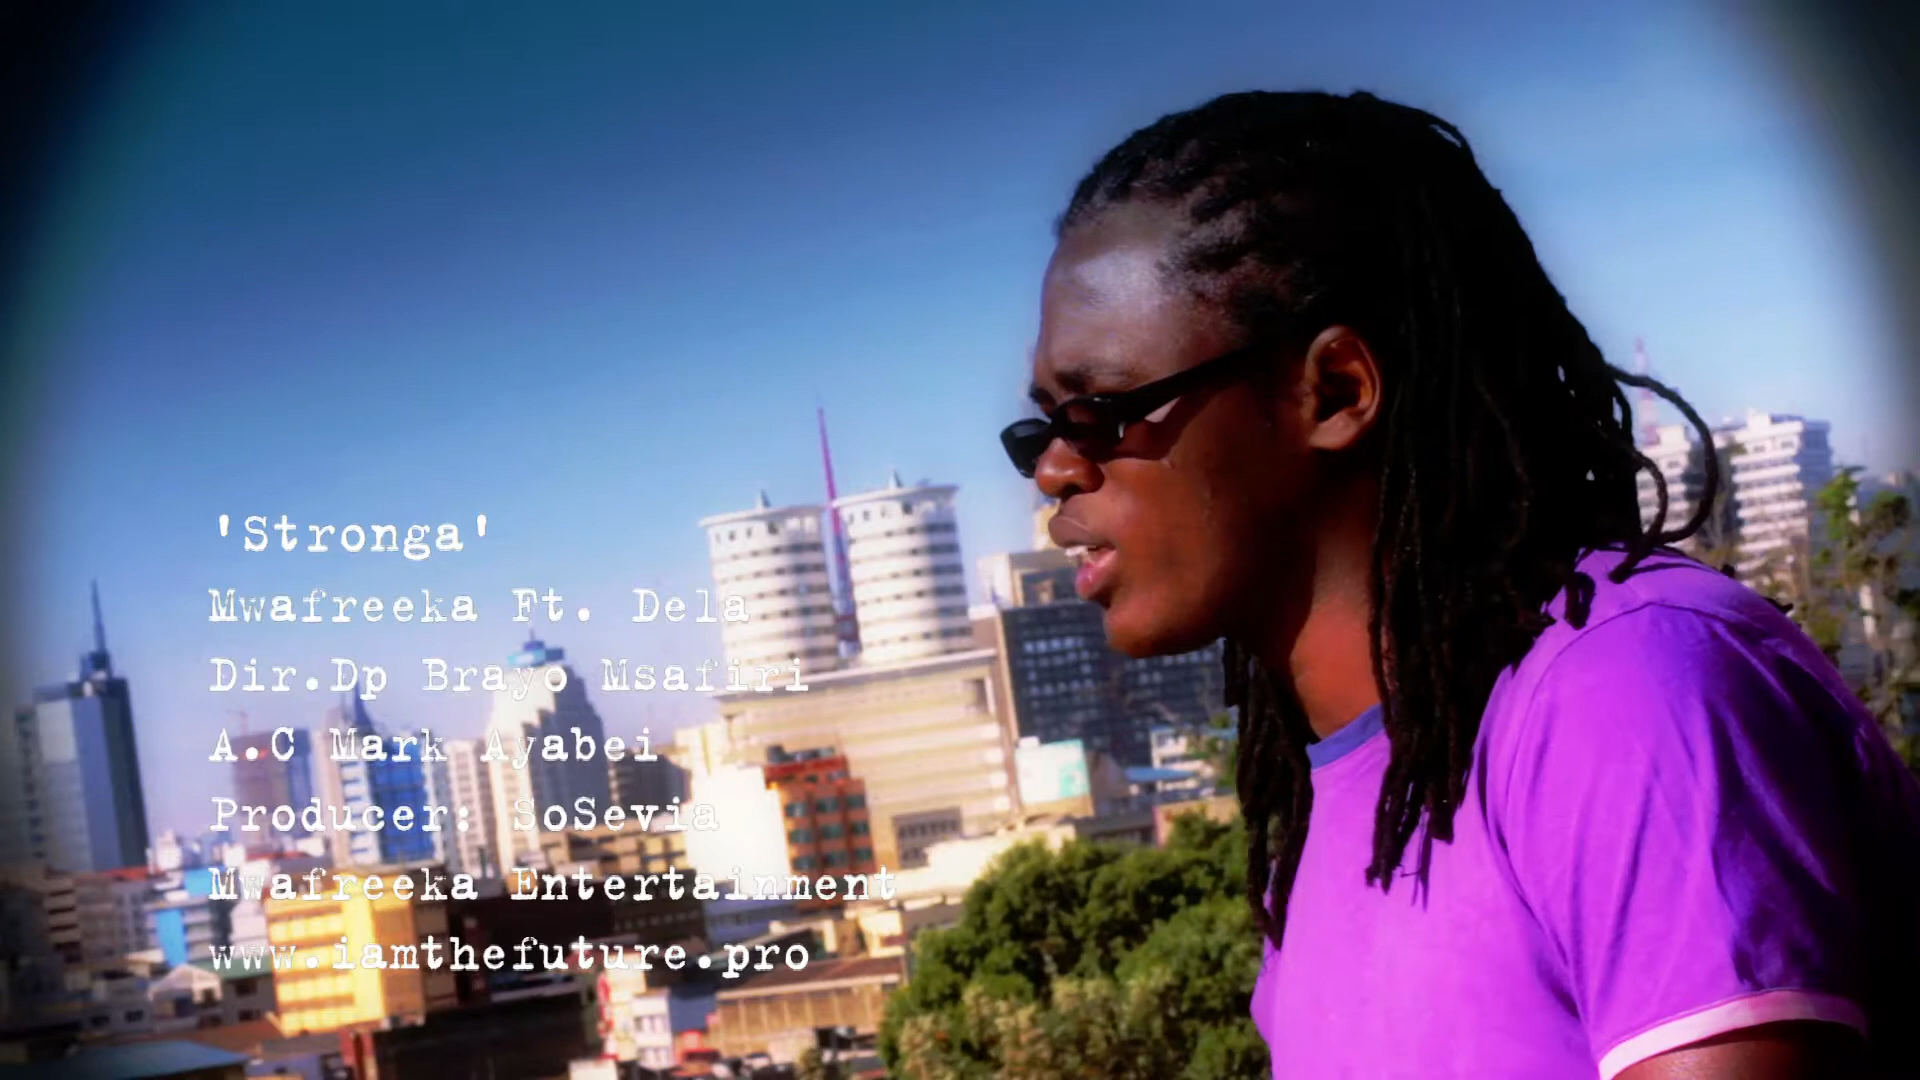 'Stronga'
Mwafreeka Ft. Dela
Dir.Dp Brayo Msafiri
A.C Mark Ayabei
Producer: SoSevia
Mwafreeka Entertainment
www.iamthefuture.pro